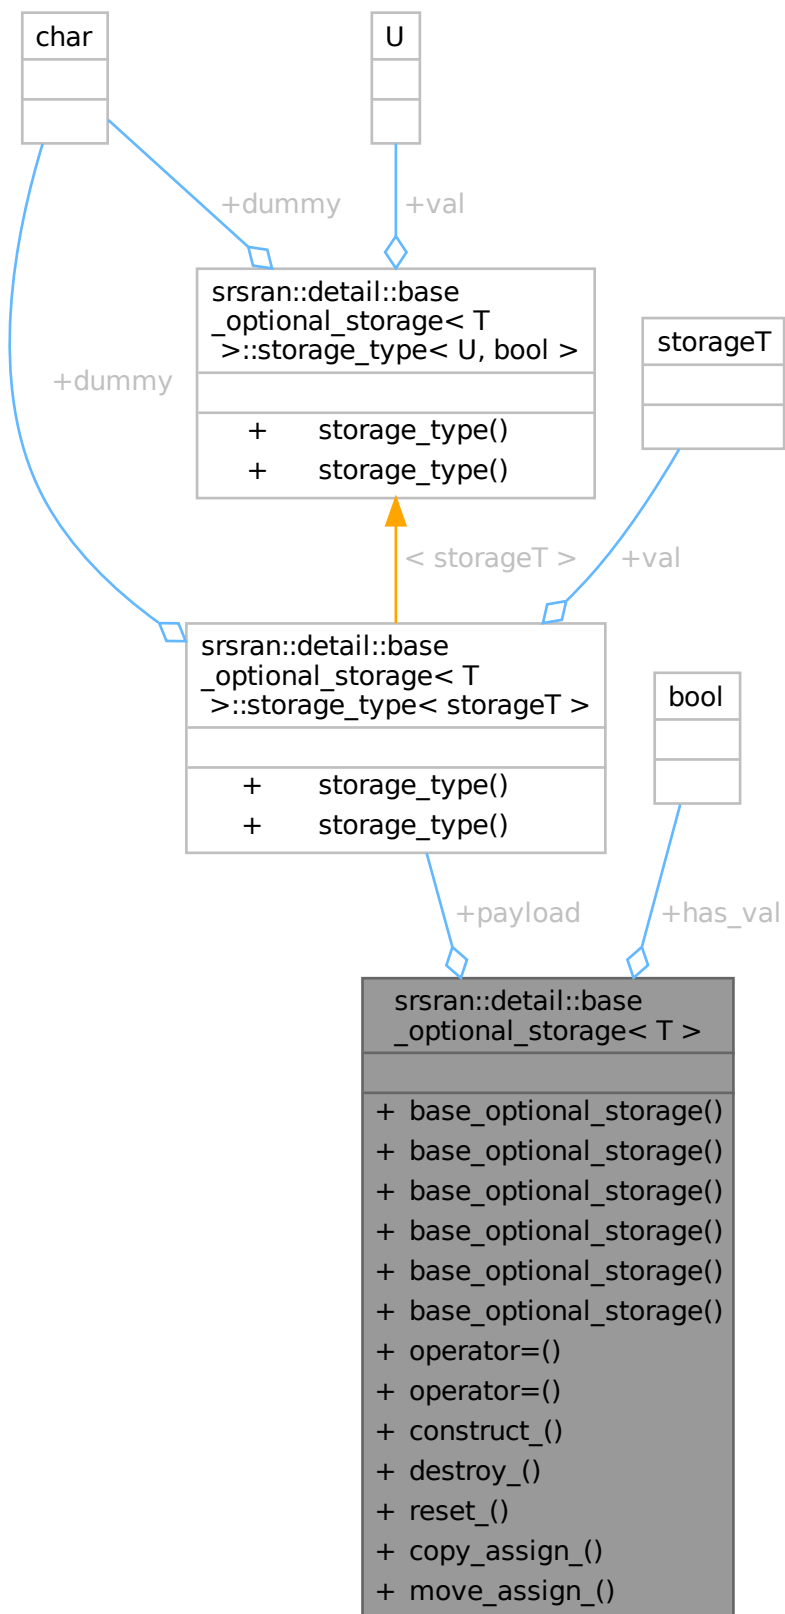 char
U
+dummy
+val
srsran::detail::base
_optional_storage< T
>::storage_type< U, bool >
storageT
+dummy
+ storage_type()
+ storage_type()
< storageT >
+val
srsran::detail::base
_optional_storage< T
>::storage_type< storageT >
bool
+ storage_type()
+ storage_type()
+payload
+has_val
srsran::detail::base
_optional_storage< T >
+ base_optional_storage()
+ base_optional_storage()
+ base_optional_storage()
+ base_optional_storage()
+ base_optional_storage()
+ base_optional_storage()
+ operator=()
+ operator=()
+ construct_()
+ destroy_()
+ reset_()
+ copy_assign_()
+ move_assign_()